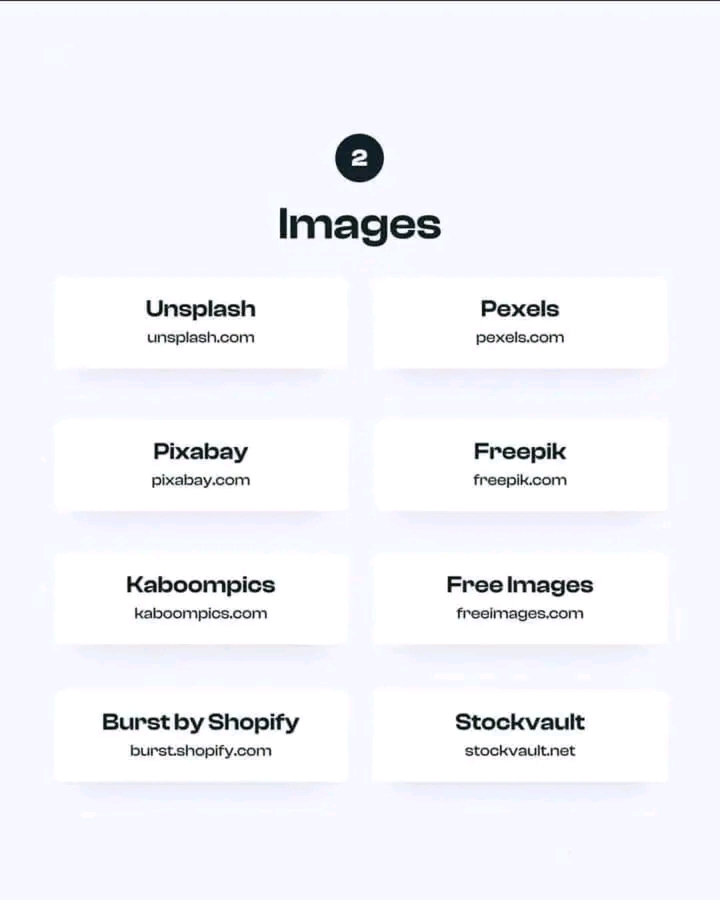 2
Images
Unsplash
unsplash.com
Pexels
pexels.com
Pixabay
pixabay.com
Freepik
freepik.com
Kaboompics
kaboompics.com
Free Images
freeimages.com
Burst by Shopify
burst.shopify.com
Stockvault
stockvault.net